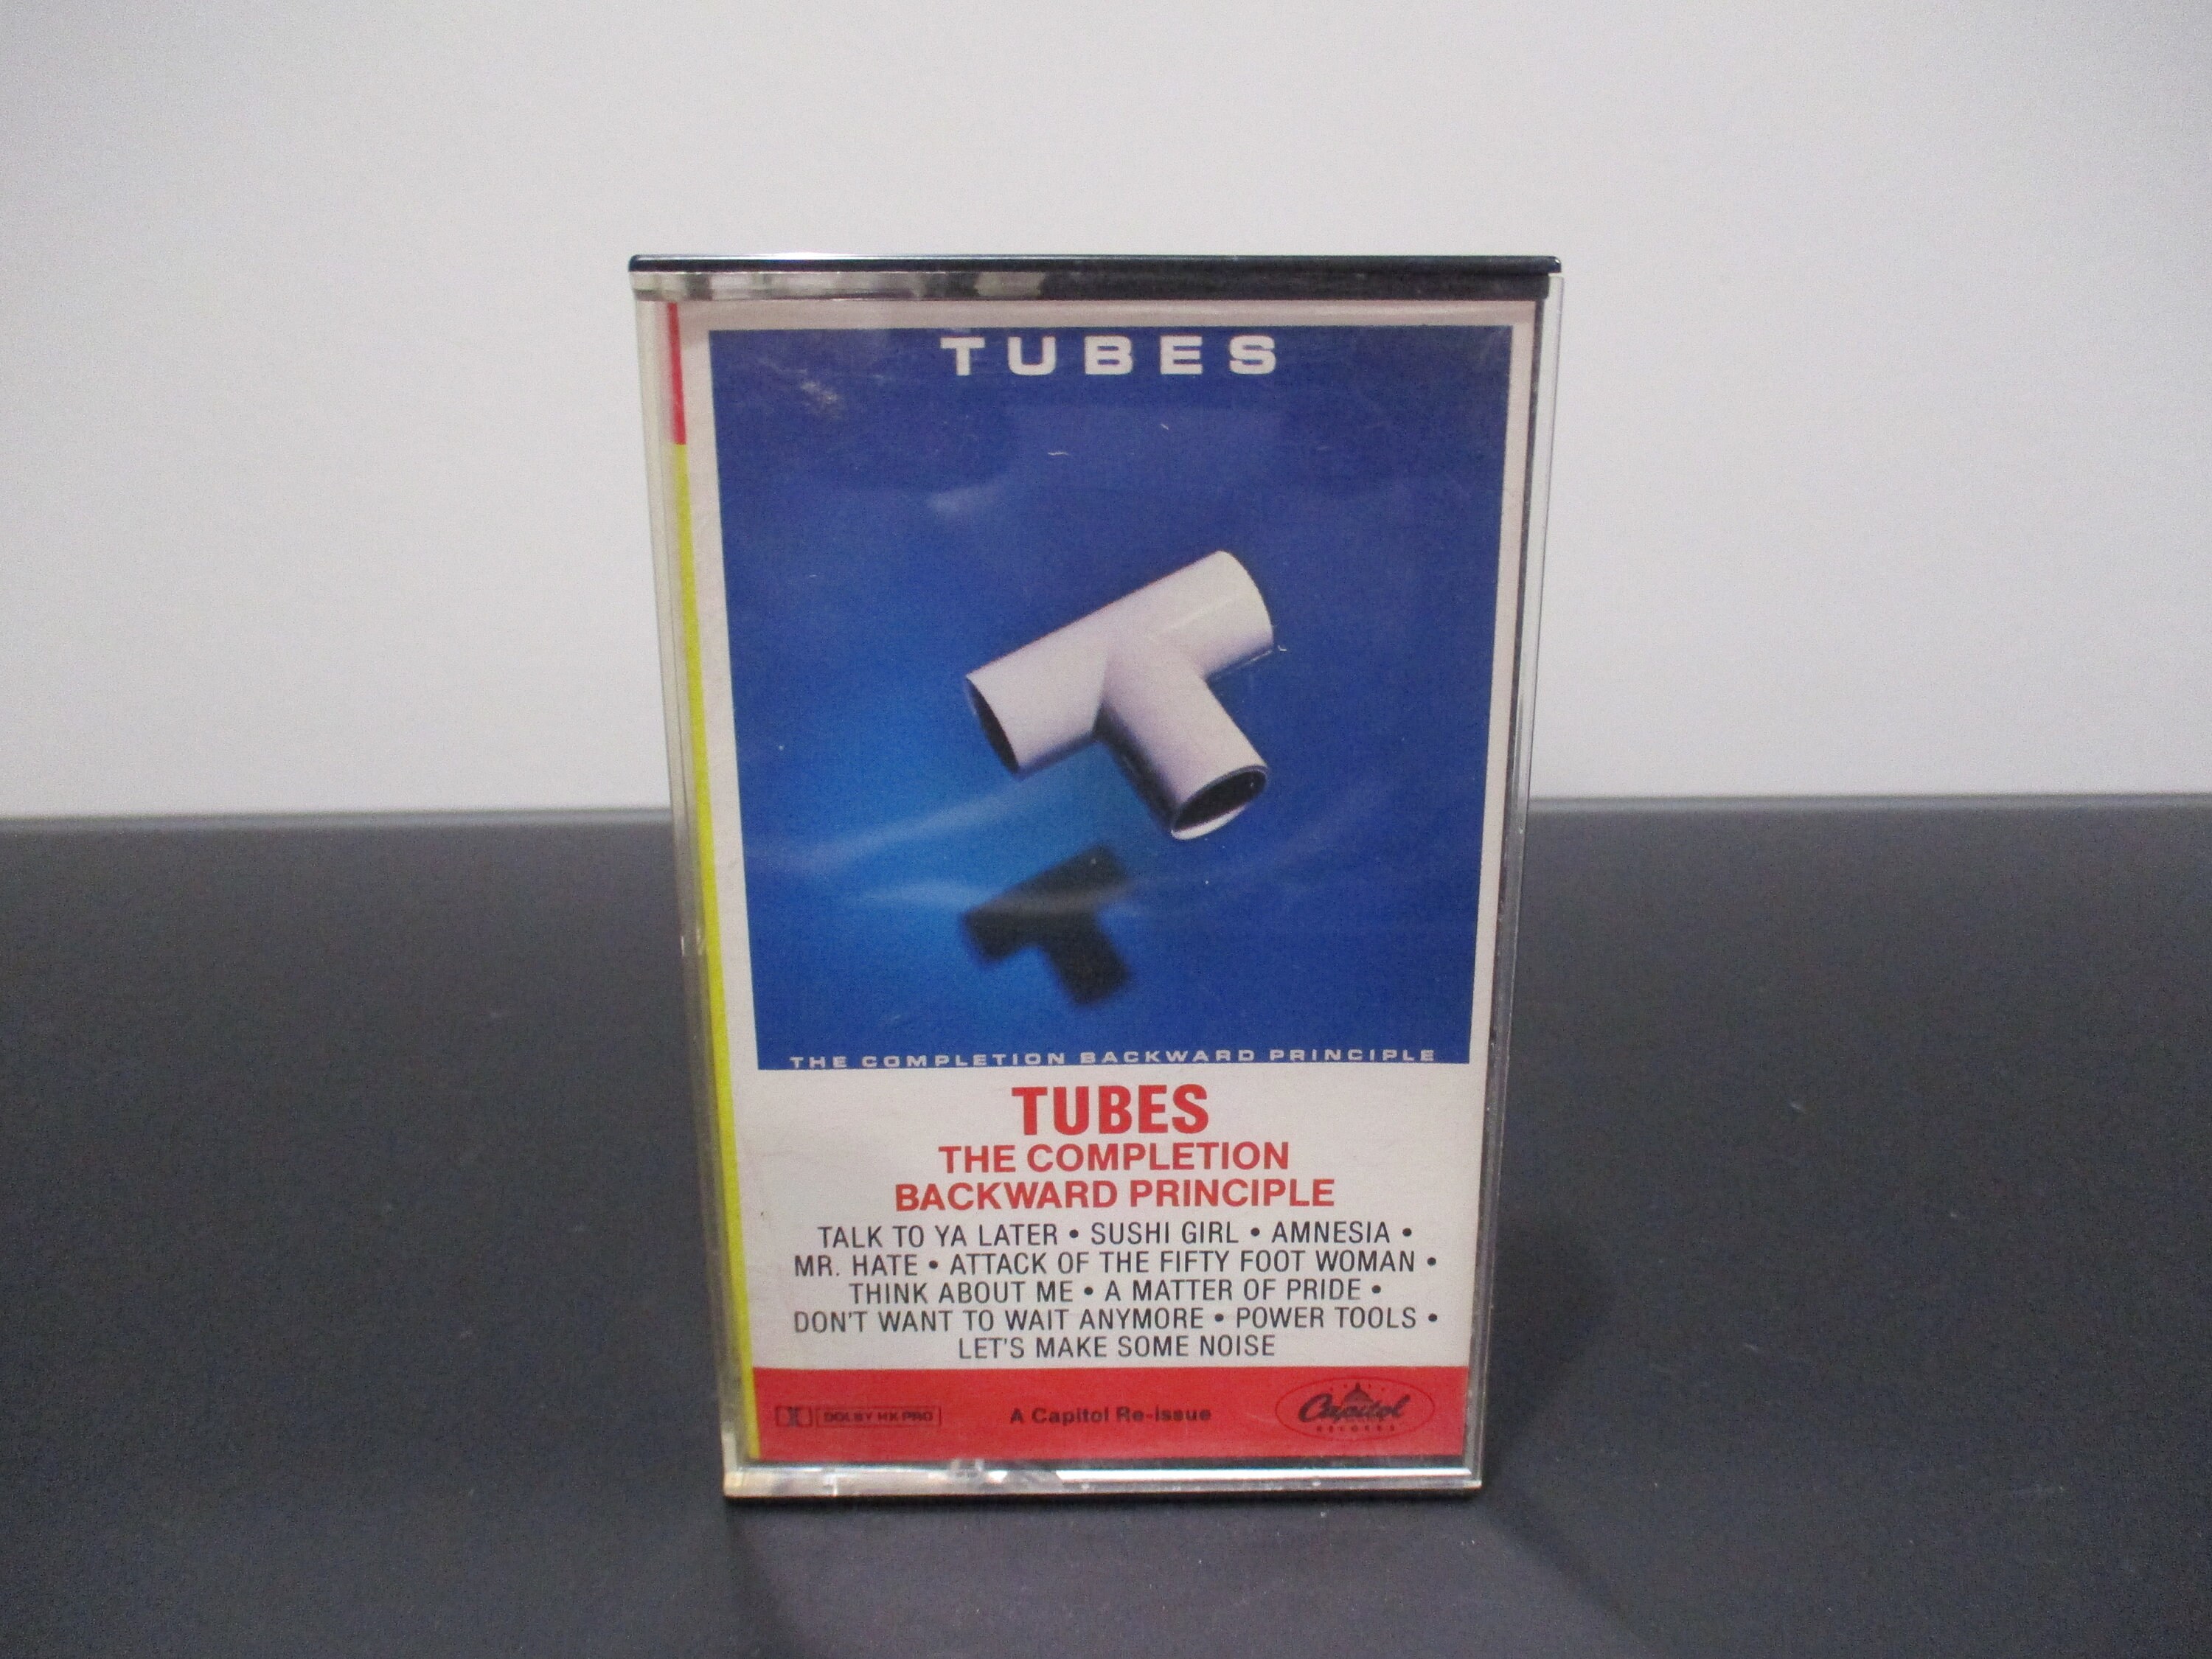 TUBES
THE COMPLETION BACKWARD PRINCIPLE
TUBES
THE COMPLETION
BACKWARD PRINCIPLE
TALK TO YA LATER • SUSHI GIRL • AMNESIA •
MR. HATE • ATTACK OF THE FIFTY FOOT WOMAN •
THINK ABOUT ME • A MATTER OF PRIDE •
DON'T WANT TO WAIT ANYMORE • POWER TOOLS •
LET'S MAKE SOME NOISE
DOLBY HX PRO
A Capitol Re-issue
Capitol
RECORDS